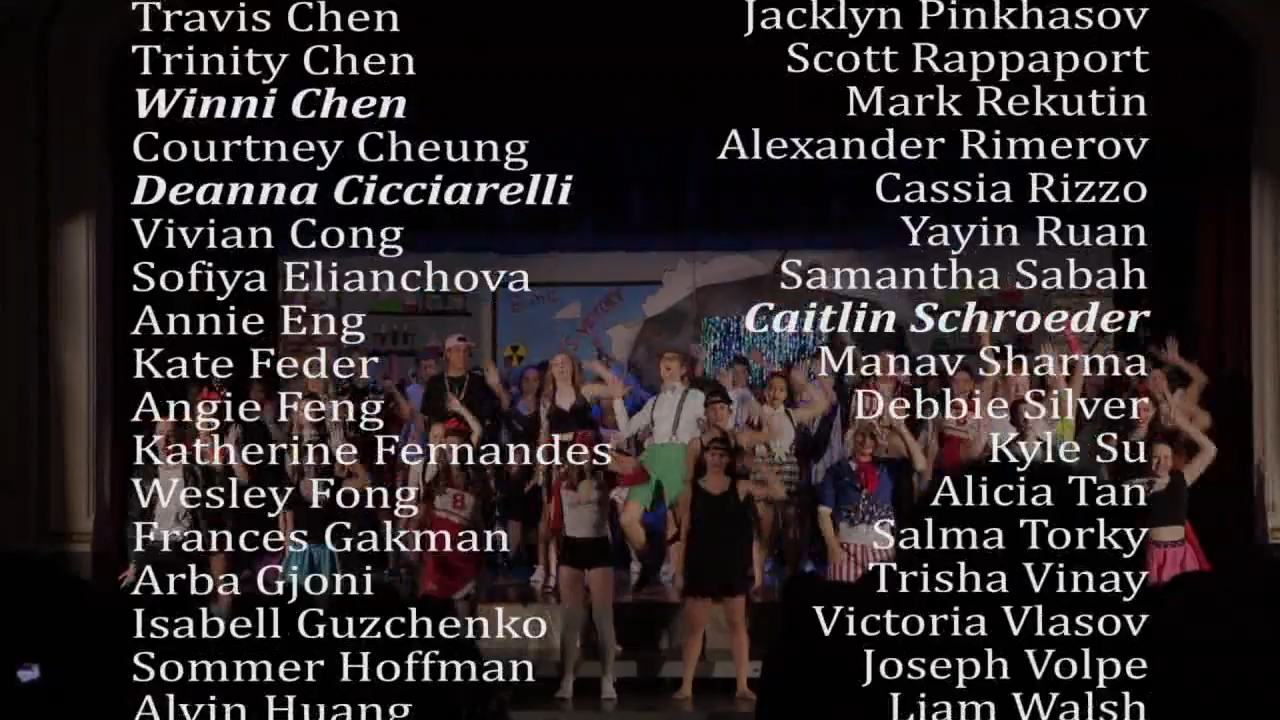 Travis Chen
Trinity Chen
Winni Chen
Courtney Cheung
Deanna Cicciarelli
Vivian Cong
Sofiya Elianchova
Annie Eng
Kate Feder
Angie Feng
Katherine Fernandes
Wesley Fong
Frances Gakman
Arba Gjoni
Isabell Guzchenko
Sommer Hoffman
Alvin Huang
Jacklyn Pinkhasov
Scott Rappaport
Mark Rekutin
Alexander Rimerov
Cassia Rizzo
Yayin Ruan
Samantha Sabah
Caitlin Schroeder
Manav Sharma
Debbie Silver
Kyle Su
Alicia Tan
Salma Torky
Trisha Vinay
Victoria Vlasov
Joseph Volpe
Liam Walsh
8